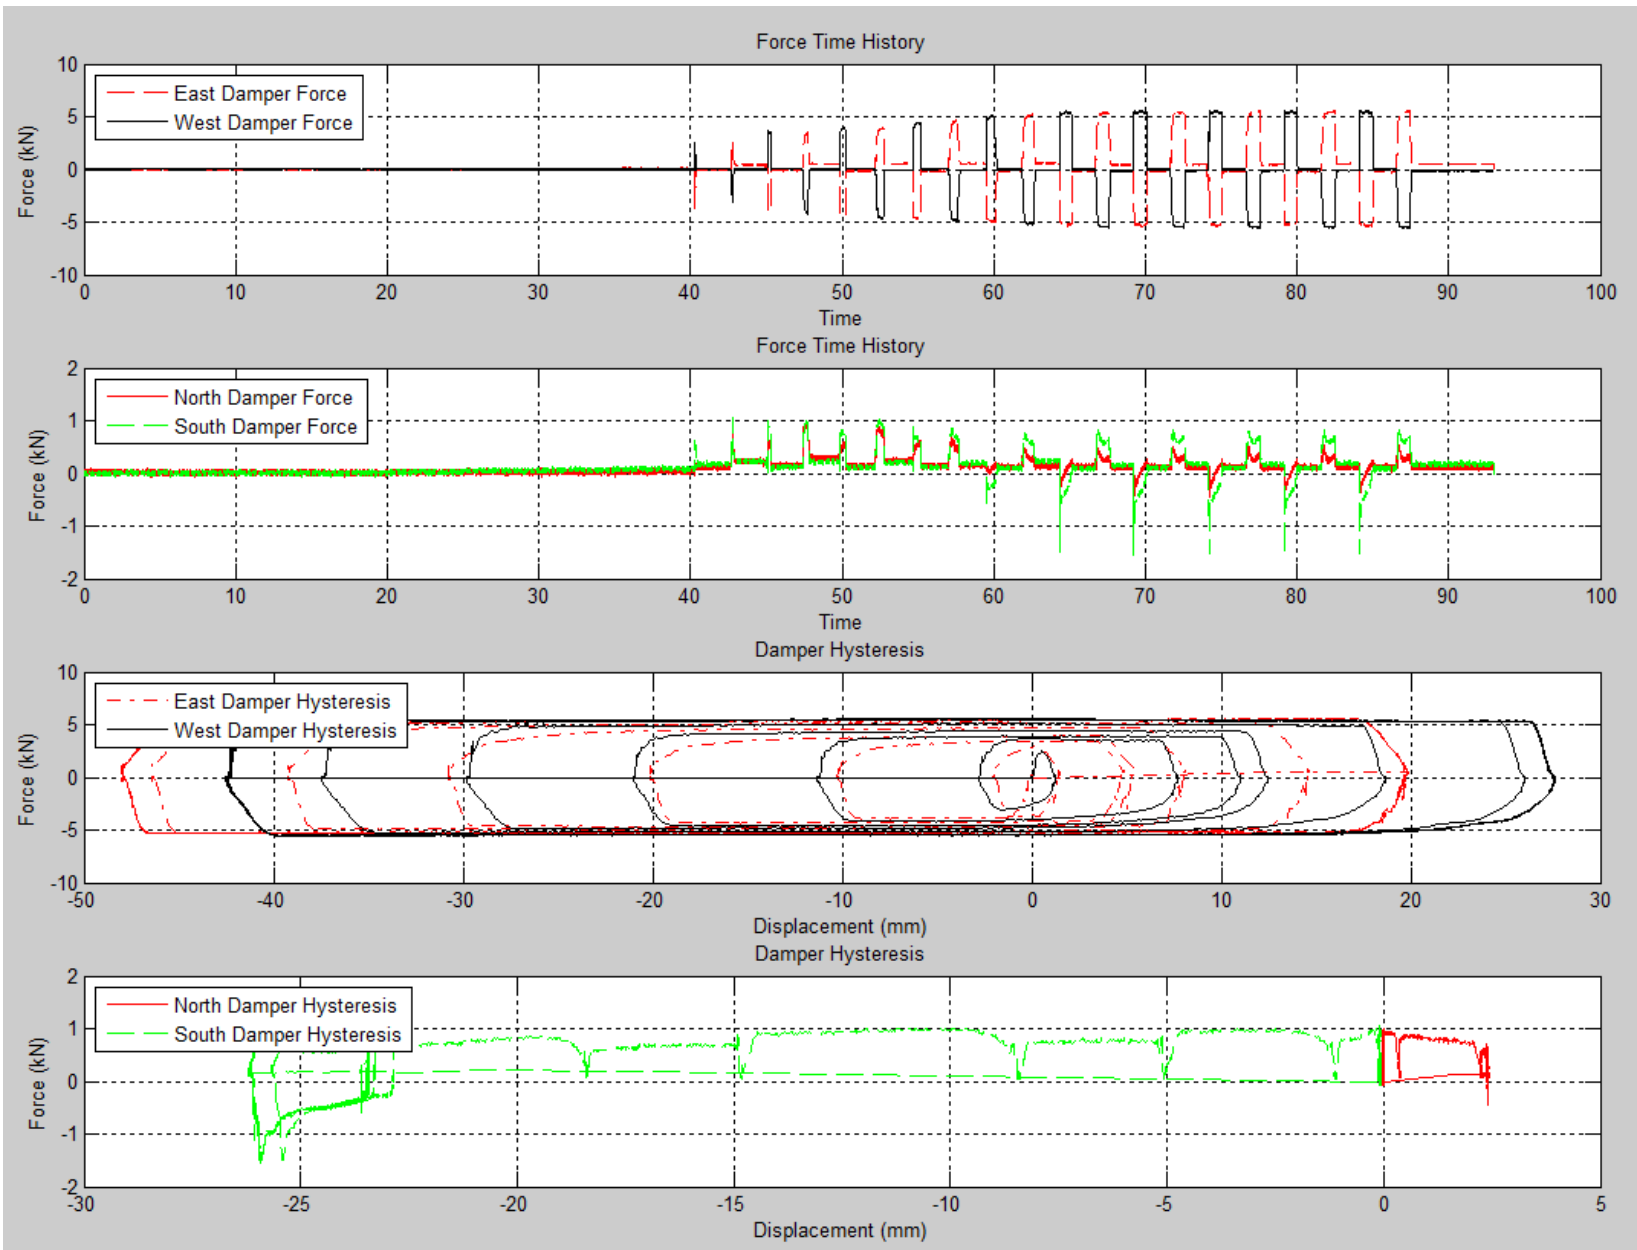 Force Time History
10
5
0
-5
-10
Force (kN)
East Damper Force
West Damper Force
0 10 20 30 40 50 60 70 80 90 100
Time
Force Time History
2
1
0
-1
-2
Force (kN)
North Damper Force
South Damper Force
0 10 20 30 40 50 60 70 80 90 100
Time
Damper Hysteresis
10
5
0
-5
-10
Force (kN)
East Damper Hysteresis
West Damper Hysteresis
-50 -40 -30 -20 -10 0 10 20 30
Displacement (mm)
Damper Hysteresis
2
1
0
-1
-2
Force (kN)
North Damper Hysteresis
South Damper Hysteresis
-30 -25 -20 -15 -10 -5 0 5
Displacement (mm)